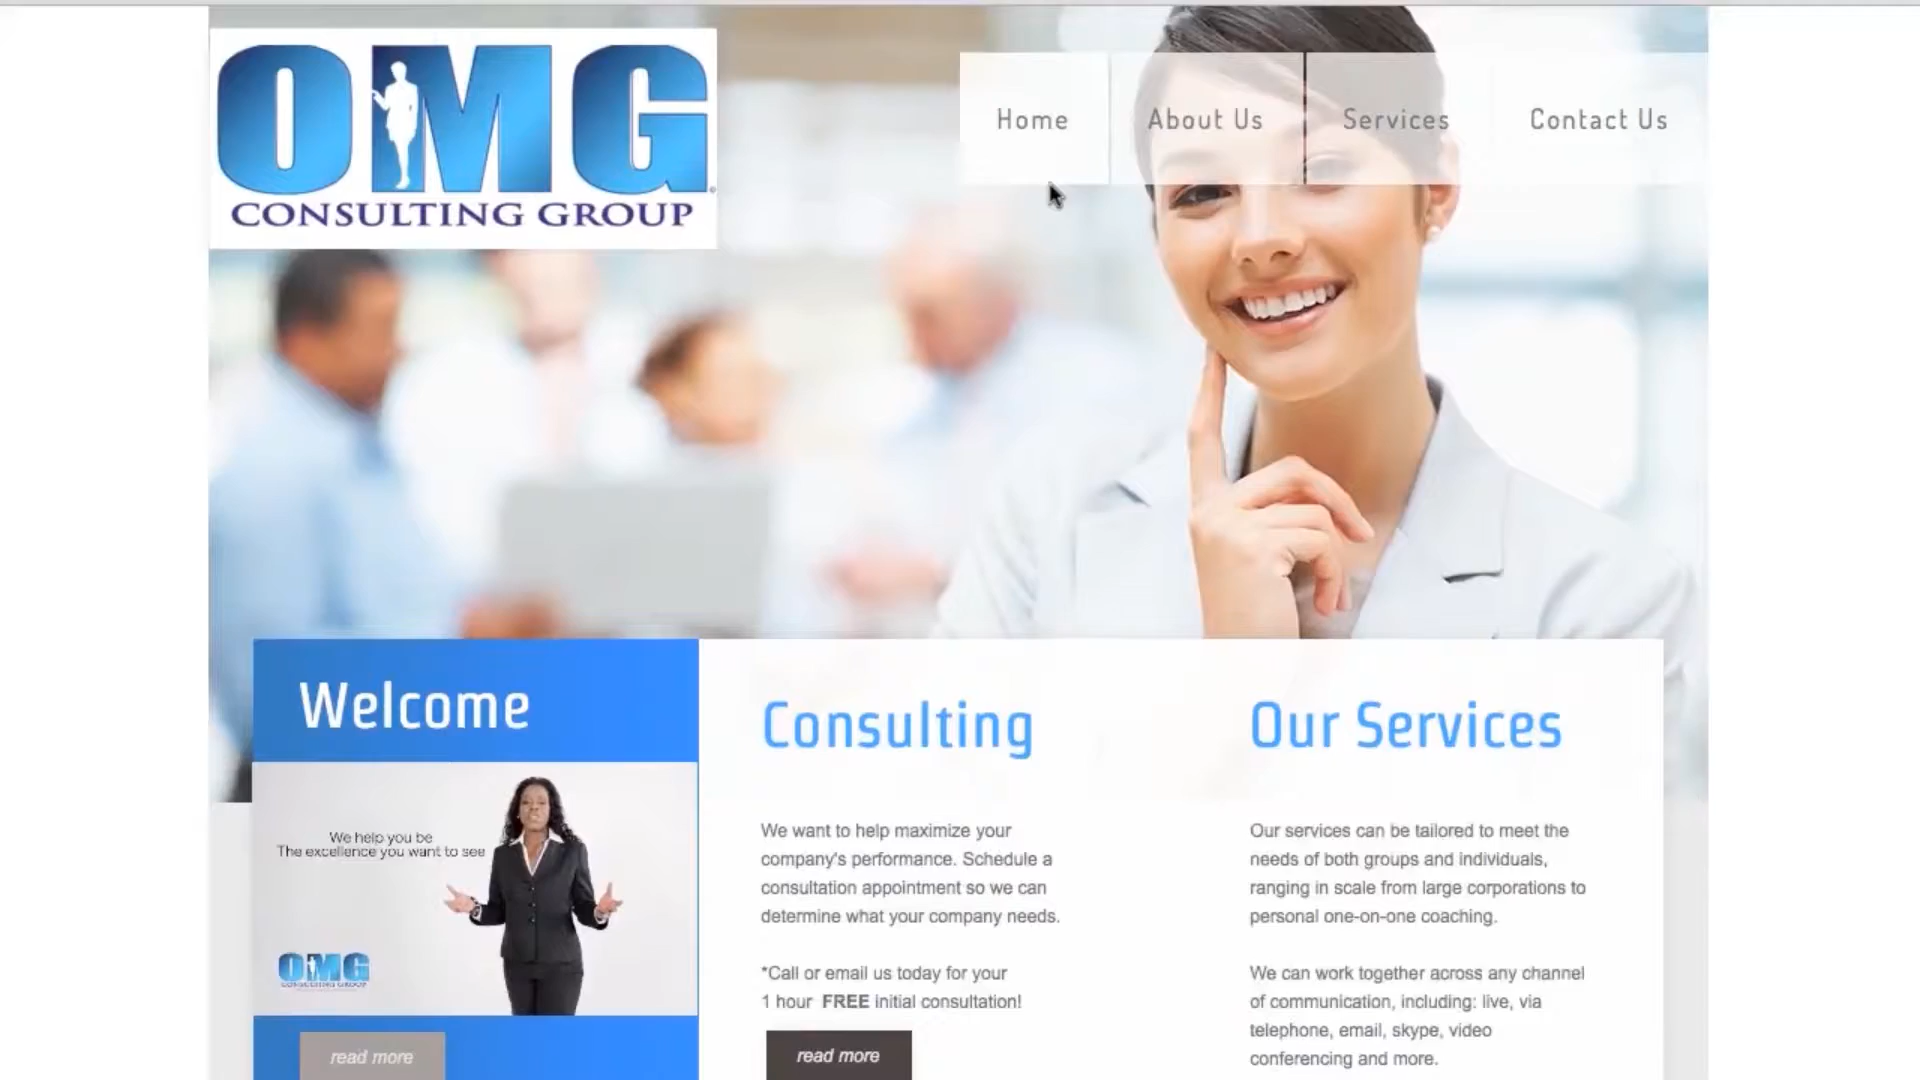 OMG
CONSULTING GROUP
Home
About Us
Services
Contact Us
Welcome
We help you be
The excellence you want to see
OMG
CONSULTING GROUP
read more
Consulting
We want to help maximize your
company's performance. Schedule a
consultation appointment so we can
determine what your company needs.
*Call or email us today for your
1 hour FREE initial consultation!
read more
Our Services
Our services can be tailored to meet the
needs of both groups and individuals,
ranging in scale from large corporations to
personal one-on-one coaching.
We can work together across any channel
of communication, including: live, via
telephone, email, skype, video
conferencing and more.